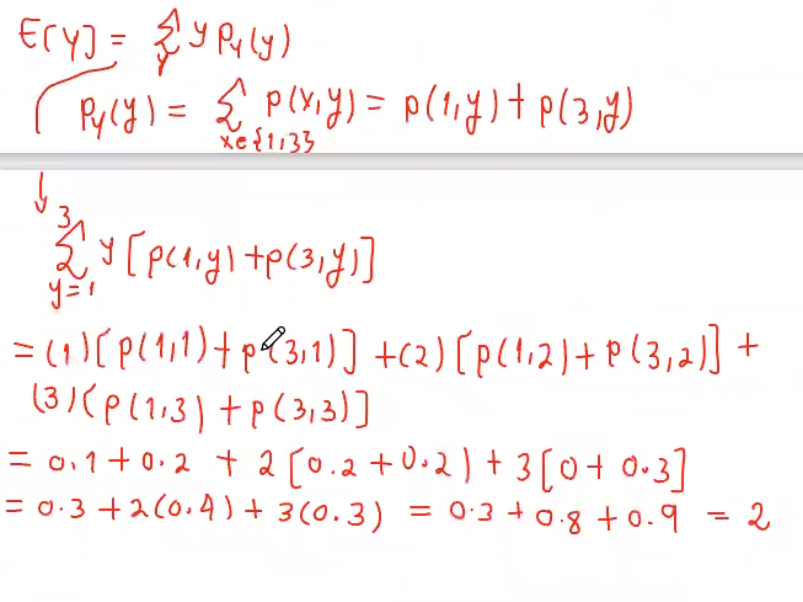 E[Y] = Σ_y y P_Y(y)
P_Y(y) = Σ_{x∈{1,3}} p(x,y) = p(1,y) + p(3,y)
Σ_{y=1}^{3} y [p(1,y) + p(3,y)]
= (1)[p(1,1) + p(3,1)] + (2)[p(1,2) + p(3,2)] +
(3)(p(1,3) + p(3,3)]
= 0.1 + 0.2 + 2[0.2 + 0.2) + 3[0 + 0.3]
= 0.3 + 2(0.4) + 3(0.3) = 0.3 + 0.8 + 0.9 = 2